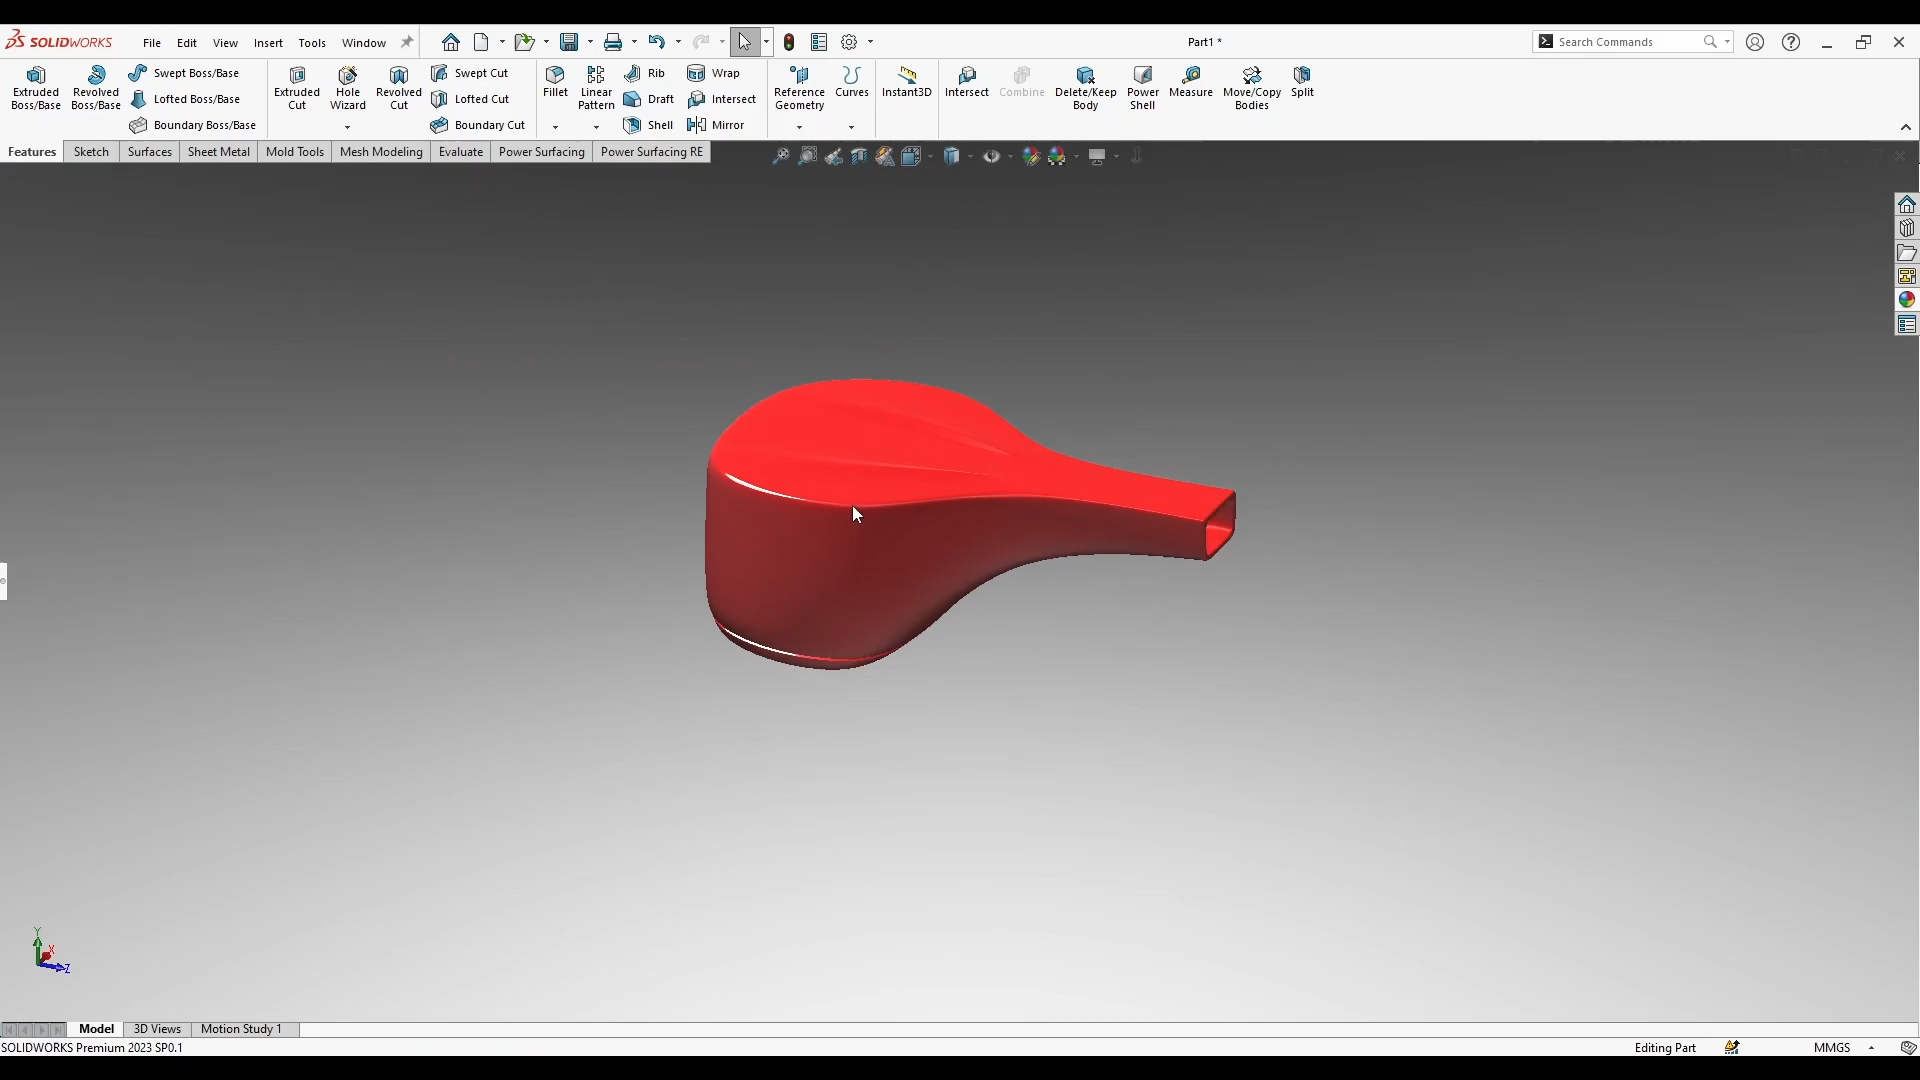 SOLIDWORKS File Edit View Insert Tools Window Part1 * Search Commands
Extruded Boss/Base Revolved Boss/Base Swept Boss/Base Lofted Boss/Base Boundary Boss/Base
Extruded Cut Hole Wizard Revolved Cut Swept Cut Lofted Cut Boundary Cut
Fillet Linear Pattern Rib Draft Shell Wrap Intersect Mirror
Reference Geometry Curves Instant3D Intersect Combine Delete/Keep Body Power Shell Measure Move/Copy Bodies Split
Features Sketch Surfaces Sheet Metal Mold Tools Mesh Modeling Evaluate Power Surfacing Power Surfacing RE
Y
X
Z
Model 3D Views Motion Study 1
SOLIDWORKS Premium 2023 SP0.1 Editing Part MMGS